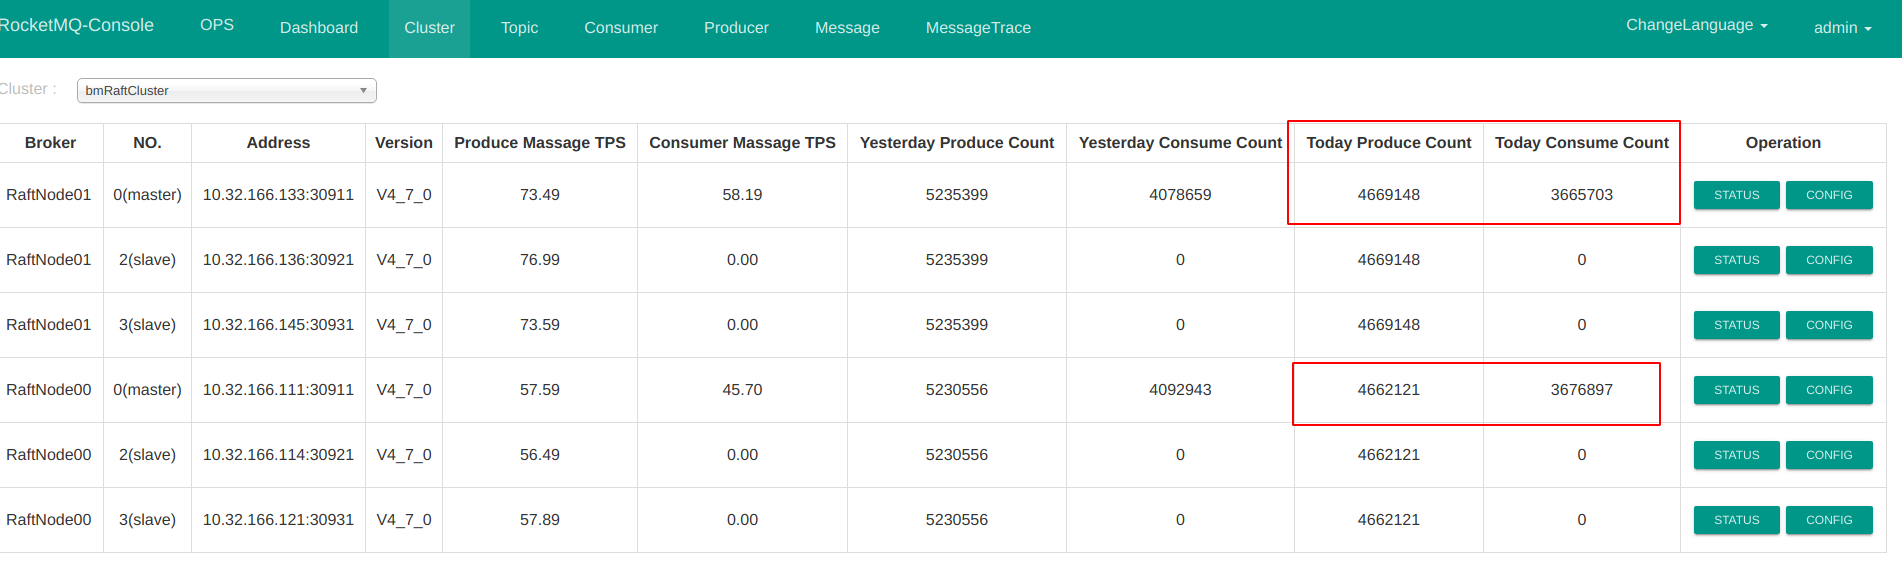 RocketMQ-Console OPS Dashboard Cluster Topic Consumer Producer Message MessageTrace ChangeLanguage admin
Cluster : bmRaftCluster
Broker NO. Address Version Produce Massage TPS Consumer Massage TPS Yesterday Produce Count Yesterday Consume Count Today Produce Count Today Consume Count Operation
RaftNode01 0(master) 10.32.166.133:30911 V4_7_0 73.49 58.19 5235399 4078659 4669148 3665703 STATUS CONFIG
RaftNode01 2(slave) 10.32.166.136:30921 V4_7_0 76.99 0.00 5235399 0 4669148 0 STATUS CONFIG
RaftNode01 3(slave) 10.32.166.145:30931 V4_7_0 73.59 0.00 5235399 0 4669148 0 STATUS CONFIG
RaftNode00 0(master) 10.32.166.111:30911 V4_7_0 57.59 45.70 5230556 4092943 4662121 3676897 STATUS CONFIG
RaftNode00 2(slave) 10.32.166.114:30921 V4_7_0 56.49 0.00 5230556 0 4662121 0 STATUS CONFIG
RaftNode00 3(slave) 10.32.166.121:30931 V4_7_0 57.89 0.00 5230556 0 4662121 0 STATUS CONFIG